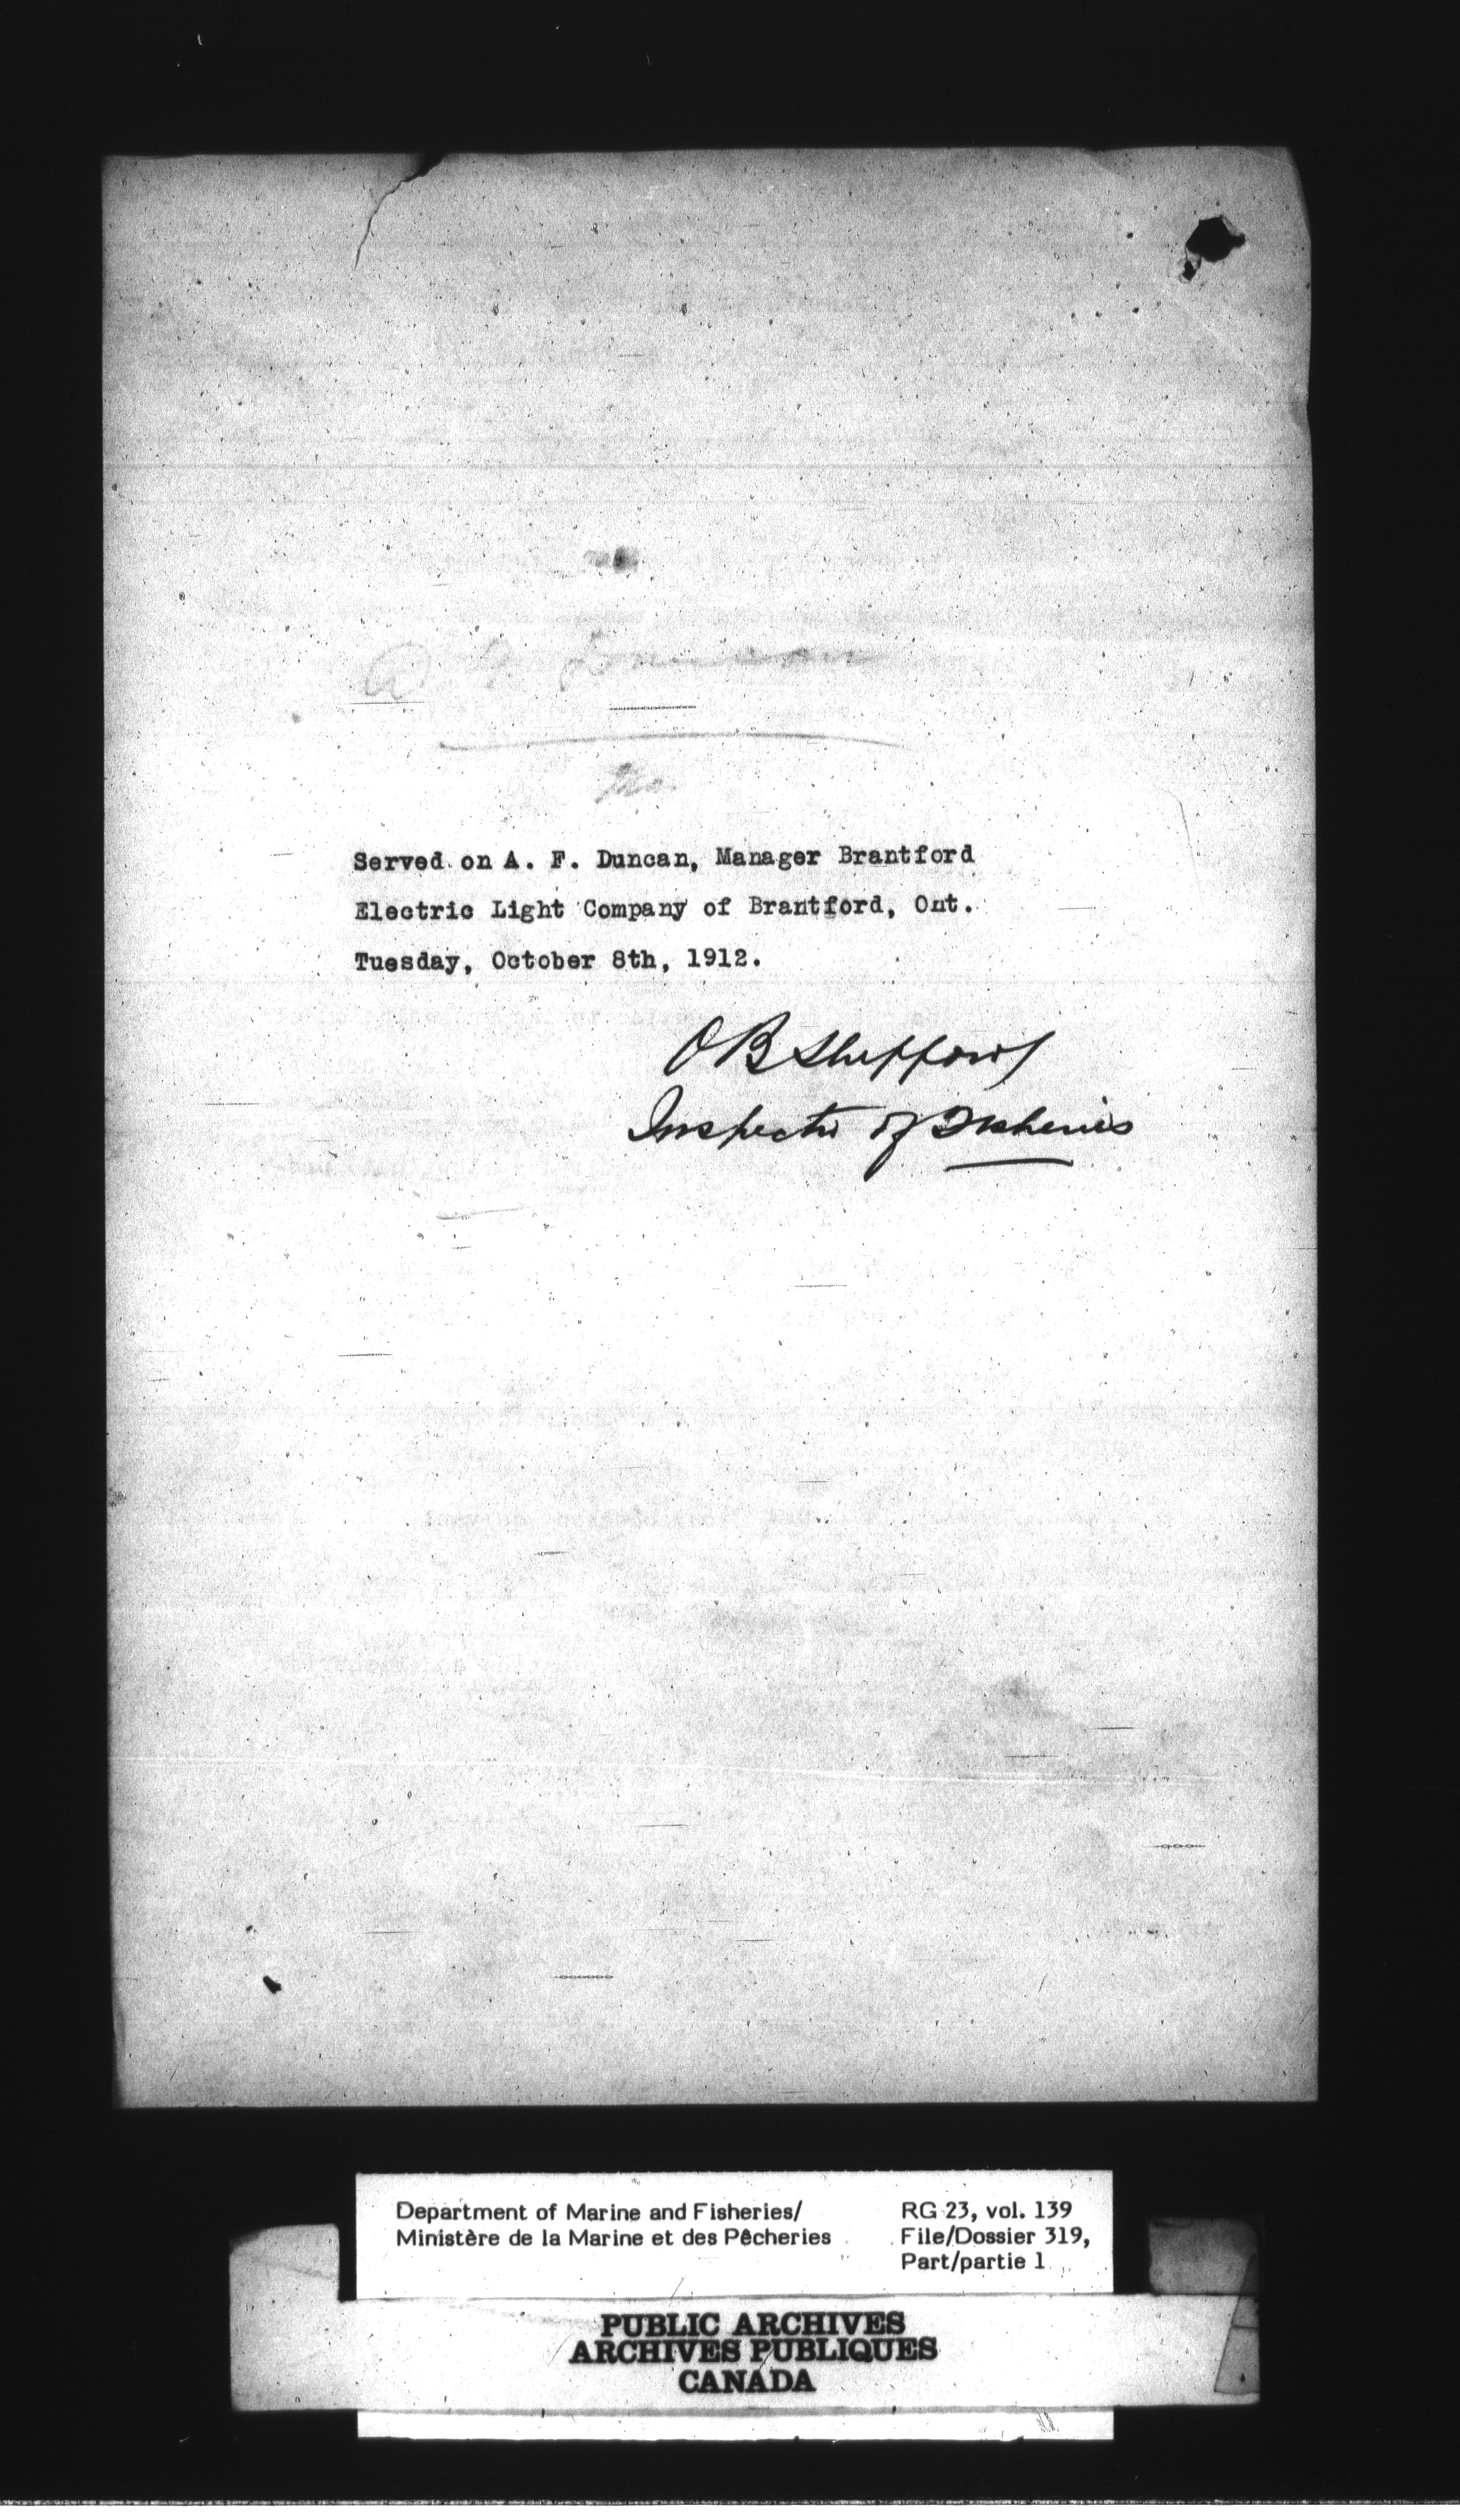 Served on A. F. Duncan, Manager Brantford
Electric Light Company of Brantford, Ont.
Tuesday, October 8th, 1912.
O B Sheppard
Inspector of Fisheries
Department of Marine and Fisheries/
Ministère de la Marine et des Pêcheries
RG 23, vol. 139
File/Dossier 319,
Part/partie 1
PUBLIC ARCHIVES
ARCHIVES PUBLIQUES
CANADA